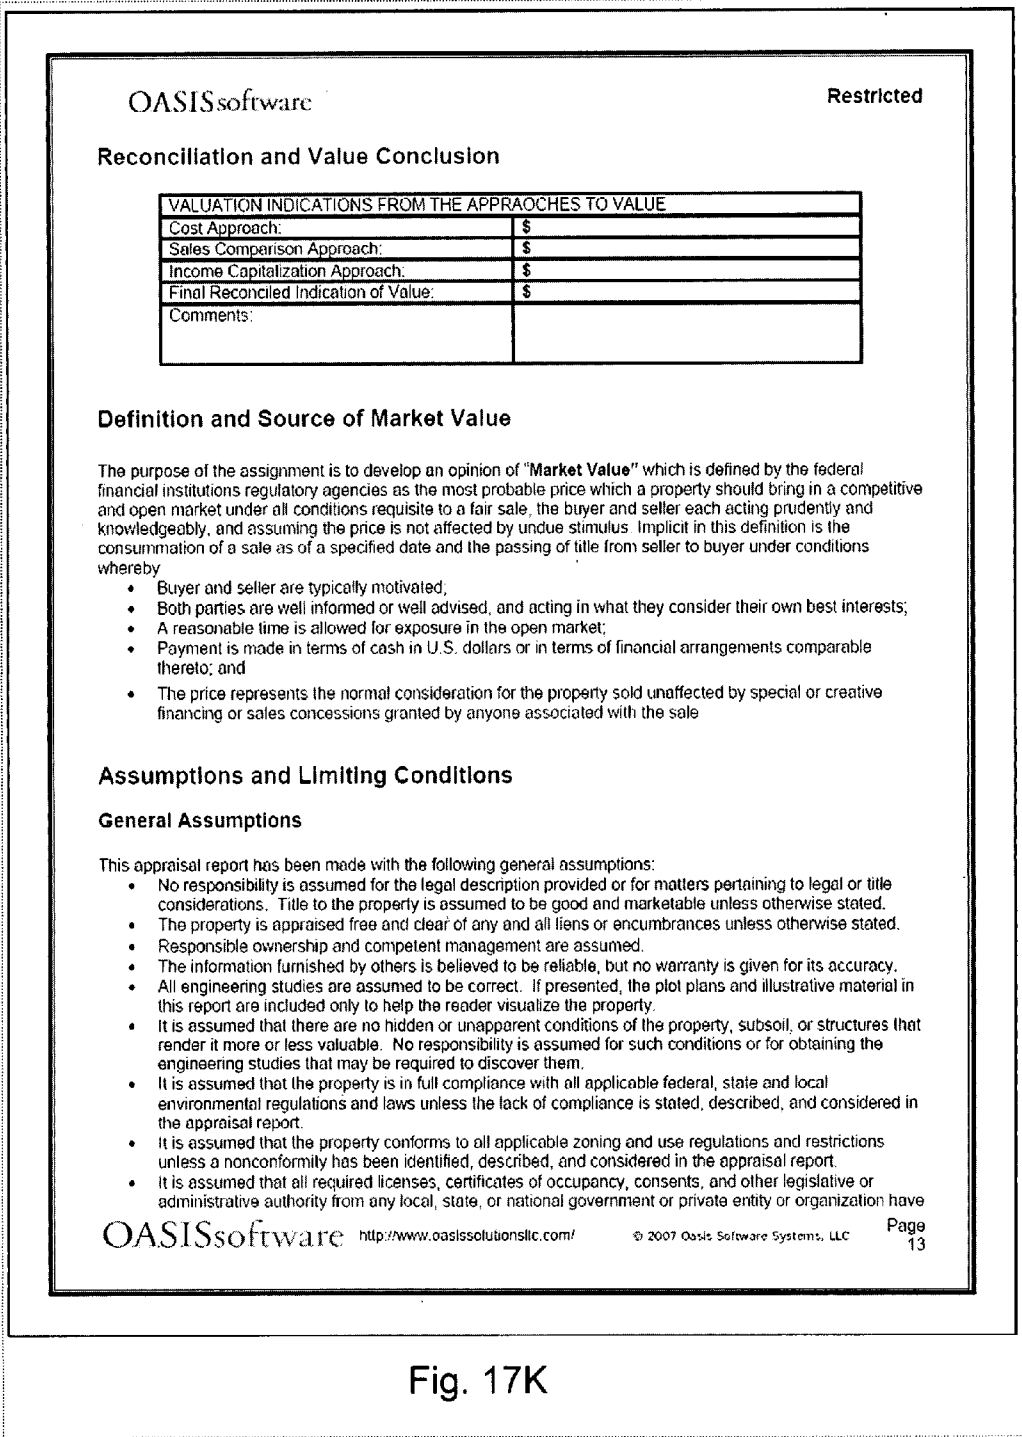 OASISsoftware
Restricted
Reconciliation and Value Conclusion
VALUATION INDICATIONS FROM THE APPRAOCHES TO VALUE
Cost Approach: $
Sales Comparison Approach: $
Income Capitalization Approach: $
Final Reconciled Indication of Value: $
Comments:
Definition and Source of Market Value
The purpose of the assignment is to develop an opinion of "Market Value" which is defined by the federal
financial institutions regulatory agencies as the most probable price which a property should bring in a competitive
and open market under all conditions requisite to a fair sale, the buyer and seller each acting prudently and
knowledgeably, and assuming the price is not affected by undue stimulus. Implicit in this definition is the
consummation of a sale as of a specified date and the passing of title from seller to buyer under conditions
whereby
• Buyer and seller are typically motivated;
• Both parties are well informed or well advised, and acting in what they consider their own best interests;
• A reasonable time is allowed for exposure in the open market;
• Payment is made in terms of cash in U.S. dollars or in terms of financial arrangements comparable
thereto; and
• The price represents the normal consideration for the property sold unaffected by special or creative
financing or sales concessions granted by anyone associated with the sale
Assumptions and Limiting Conditions
General Assumptions
This appraisal report has been made with the following general assumptions:
• No responsibility is assumed for the legal description provided or for matters pertaining to legal or title
considerations. Title to the property is assumed to be good and marketable unless otherwise stated.
• The property is appraised free and clear of any and all liens or encumbrances unless otherwise stated.
• Responsible ownership and competent management are assumed.
• The information furnished by others is believed to be reliable, but no warranty is given for its accuracy.
• All engineering studies are assumed to be correct. If presented, the plot plans and illustrative material in
this report are included only to help the reader visualize the property.
• It is assumed that there are no hidden or unapparent conditions of the property, subsoil, or structures that
render it more or less valuable. No responsibility is assumed for such conditions or for obtaining the
engineering studies that may be required to discover them.
• It is assumed that the property is in full compliance with all applicable federal, state and local
environmental regulations and laws unless the lack of compliance is stated, described, and considered in
the appraisal report.
• It is assumed that the property conforms to all applicable zoning and use regulations and restrictions
unless a nonconformity has been identified, described, and considered in the appraisal report.
• It is assumed that all required licenses, certificates of occupancy, consents, and other legislative or
administrative authority from any local, state, or national government or private entity or organization have
OASISsoftware http://www.oasissolutionsllc.com/ © 2007 Oasis Software Systems, LLC Page
13
Fig. 17K